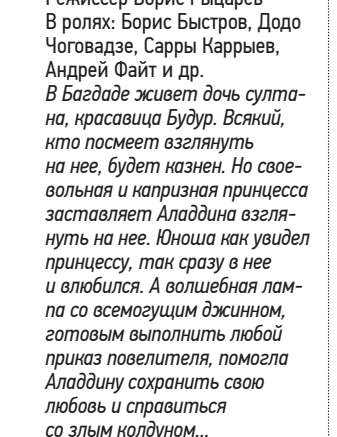 Режиссер Борис Рыцарев
В ролях: Борис Быстров, Додо
Чоговадзе, Сарры Каррыев,
Андрей Файт и др.
В Багдаде живет дочь султа-
на, красавица Будур. Всякий,
кто посмеет взглянуть
на нее, будет казнен. Но свое-
вольная и капризная принцесса
заставляет Аладдина взгля-
нуть на нее. Юноша как увидел
принцессу, так сразу в нее
и влюбился. А волшебная лам-
па со всемогущим джинном,
готовым выполнить любой
приказ повелителя, помогла
Аладдину сохранить свою
любовь и справиться
со злым колдуном...